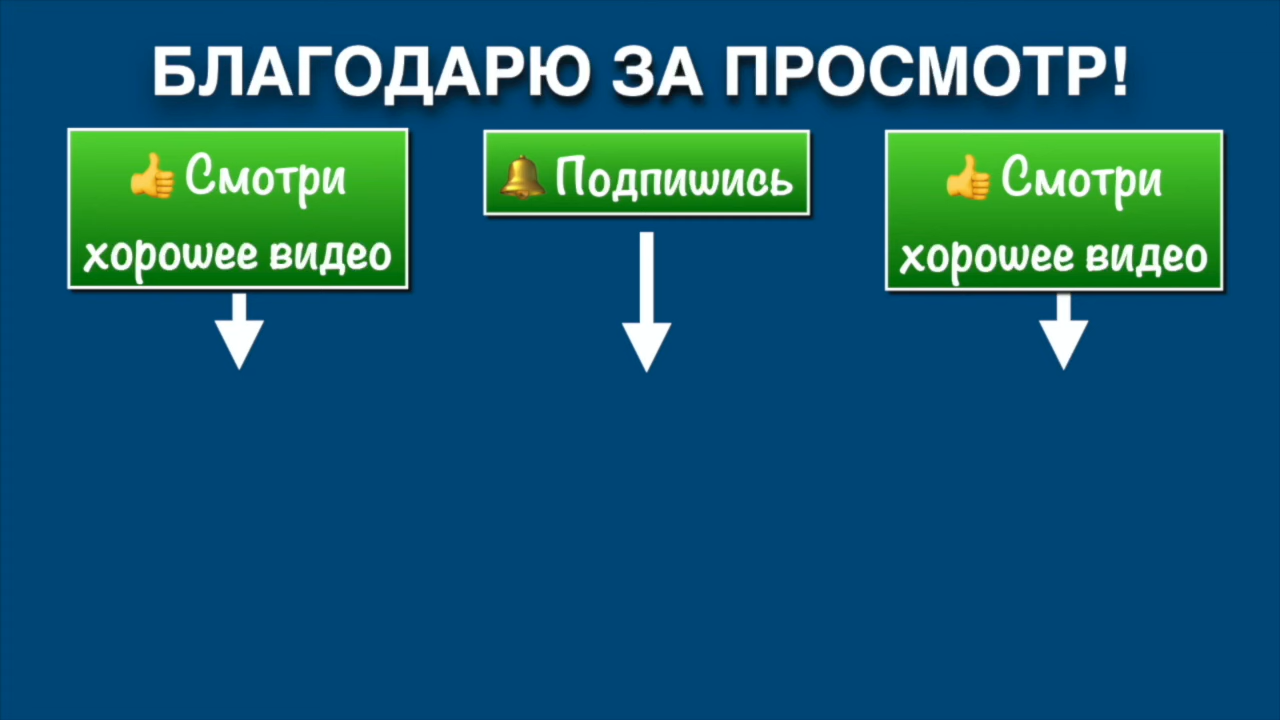 БЛАГОДАРЮ ЗА ПРОСМОТР!
👍 Смотри
хорошее видео
🔔 Подпишись
👍 Смотри
хорошее видео